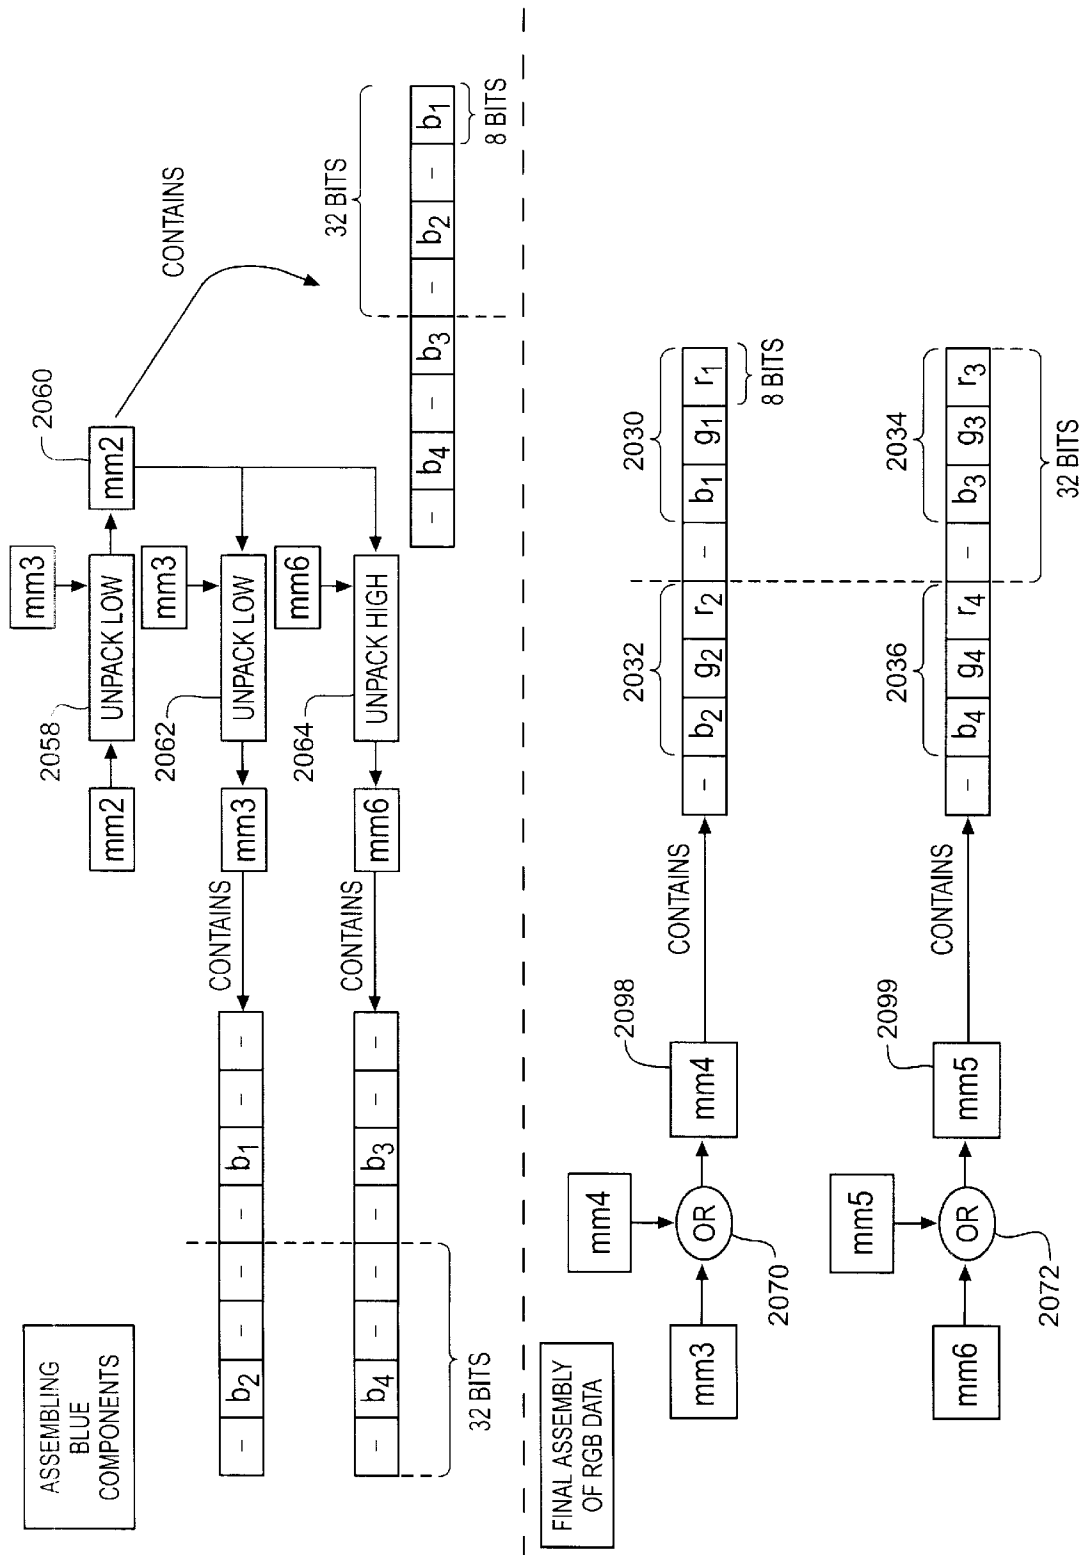 ASSEMBLING
BLUE
COMPONENTS
mm3
mm2
2058
UNPACK LOW
mm2
2060
CONTAINS
mm3
2062
UNPACK LOW
mm3
CONTAINS
– b2 – – – b1 – –
mm6
2064
UNPACK HIGH
mm6
CONTAINS
– b4 – – – b3 – –
32 BITS
32 BITS
– b4 – b3 – b2 – b1
8 BITS
FINAL ASSEMBLY
OF RGB DATA
mm4
mm3
OR
2070
mm4
2098
CONTAINS
2032
2030
– b2 g2 r2 – b1 g1 r1
8 BITS
mm5
mm6
OR
2072
mm5
2099
CONTAINS
2036
2034
– b4 g4 r4 – b3 g3 r3
32 BITS